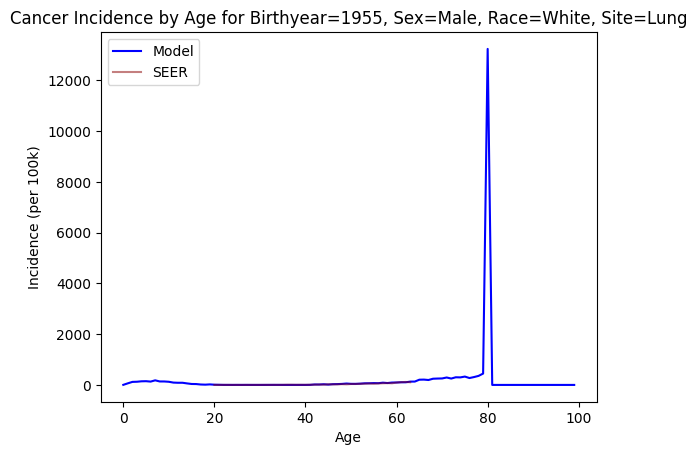 Cancer Incidence by Age for Birthyear=1955, Sex=Male, Race=White, Site=Lung
Model
SEER
12000
10000
8000
6000
4000
2000
0
Incidence (per 100k)
0 20 40 60 80 100
Age